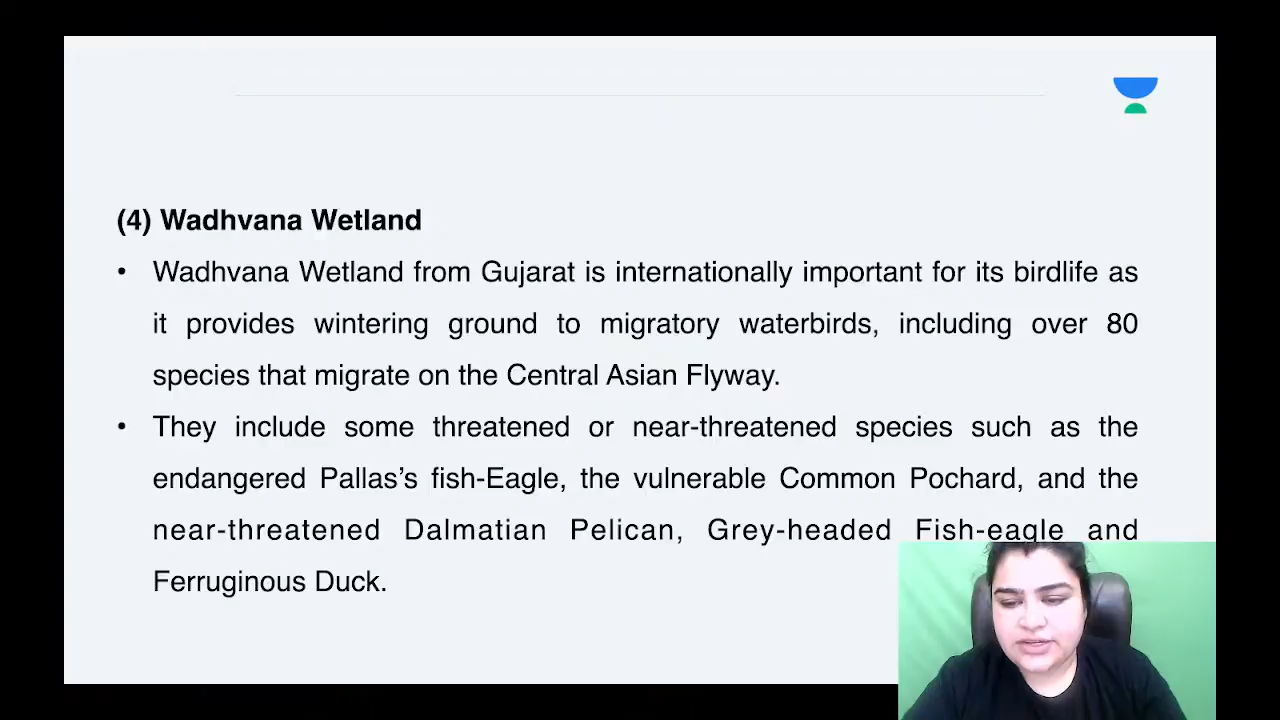 (4) Wadhvana Wetland
• Wadhvana Wetland from Gujarat is internationally important for its birdlife as
it provides wintering ground to migratory waterbirds, including over 80
species that migrate on the Central Asian Flyway.
• They include some threatened or near-threatened species such as the
endangered Pallas’s fish-Eagle, the vulnerable Common Pochard, and the
near-threatened Dalmatian Pelican, Grey-headed Fish-eagle and
Ferruginous Duck.